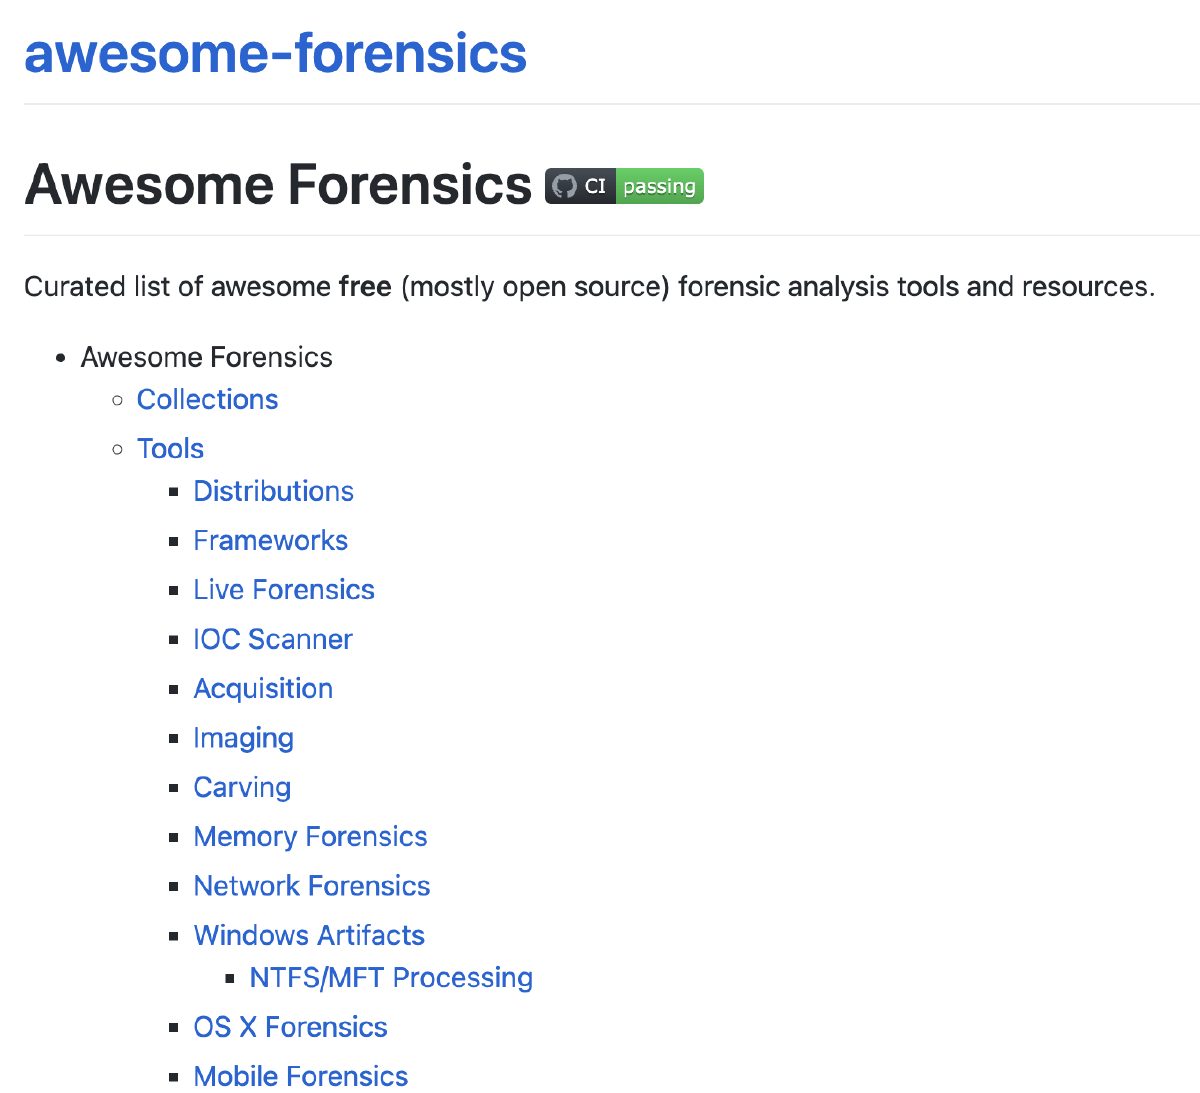 awesome-forensics
Awesome Forensics CI passing
Curated list of awesome free (mostly open source) forensic analysis tools and resources.
Awesome Forensics
Collections
Tools
Distributions
Frameworks
Live Forensics
IOC Scanner
Acquisition
Imaging
Carving
Memory Forensics
Network Forensics
Windows Artifacts
NTFS/MFT Processing
OS X Forensics
Mobile Forensics